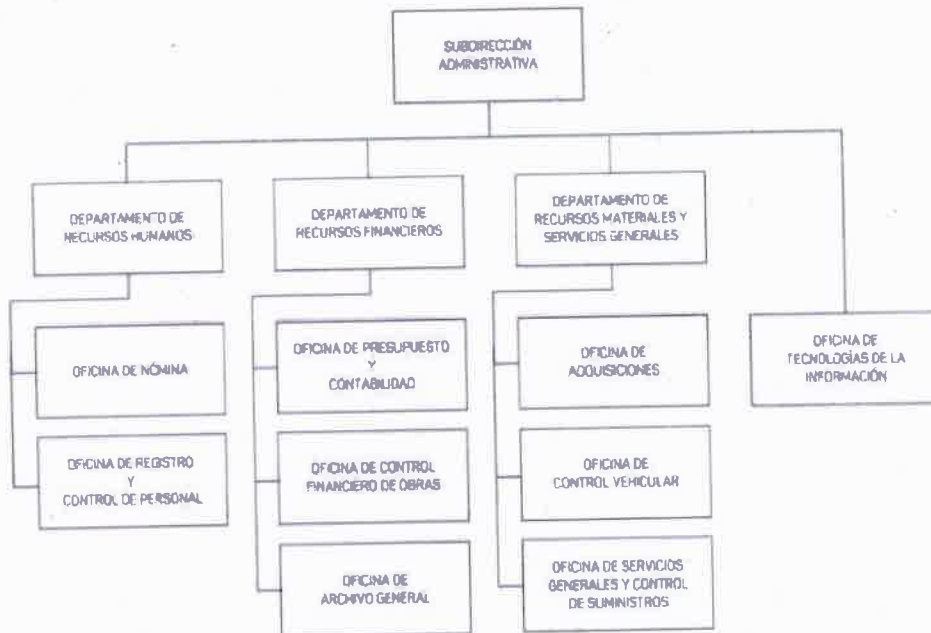 SUBDIRECCIÓN
ADMINISTRATIVA
DEPARTAMENTO DE
RECURSOS HUMANOS
DEPARTAMENTO DE
RECURSOS FINANCIEROS
DEPARTAMENTO DE
RECURSOS MATERIALES Y
SERVICIOS GENERALES
OFICINA DE NÓMINA
OFICINA DE REGISTRO
Y
CONTROL DE PERSONAL
OFICINA DE PRESUPUESTO
Y
CONTABILIDAD
OFICINA DE CONTROL
FINANCIERO DE OBRAS
OFICINA DE
ARCHIVO GENERAL
OFICINA DE
ADQUISICIONES
OFICINA DE
CONTROL VEHICULAR
OFICINA DE SERVICIOS
GENERALES Y CONTROL
DE SUMINISTROS
OFICINA DE
TECNOLOGÍAS DE LA
INFORMACIÓN